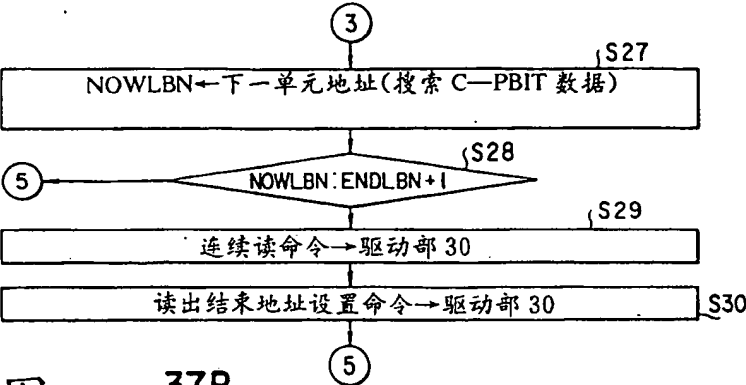 3
S27
NOWLBN←下一单元地址(搜索 C—PBIT 数据)
S28
5
NOWLBN:ENDLBN+1
S29
连续读命令→驱动部 30
读出结束地址设置命令→驱动部 30
S30
5